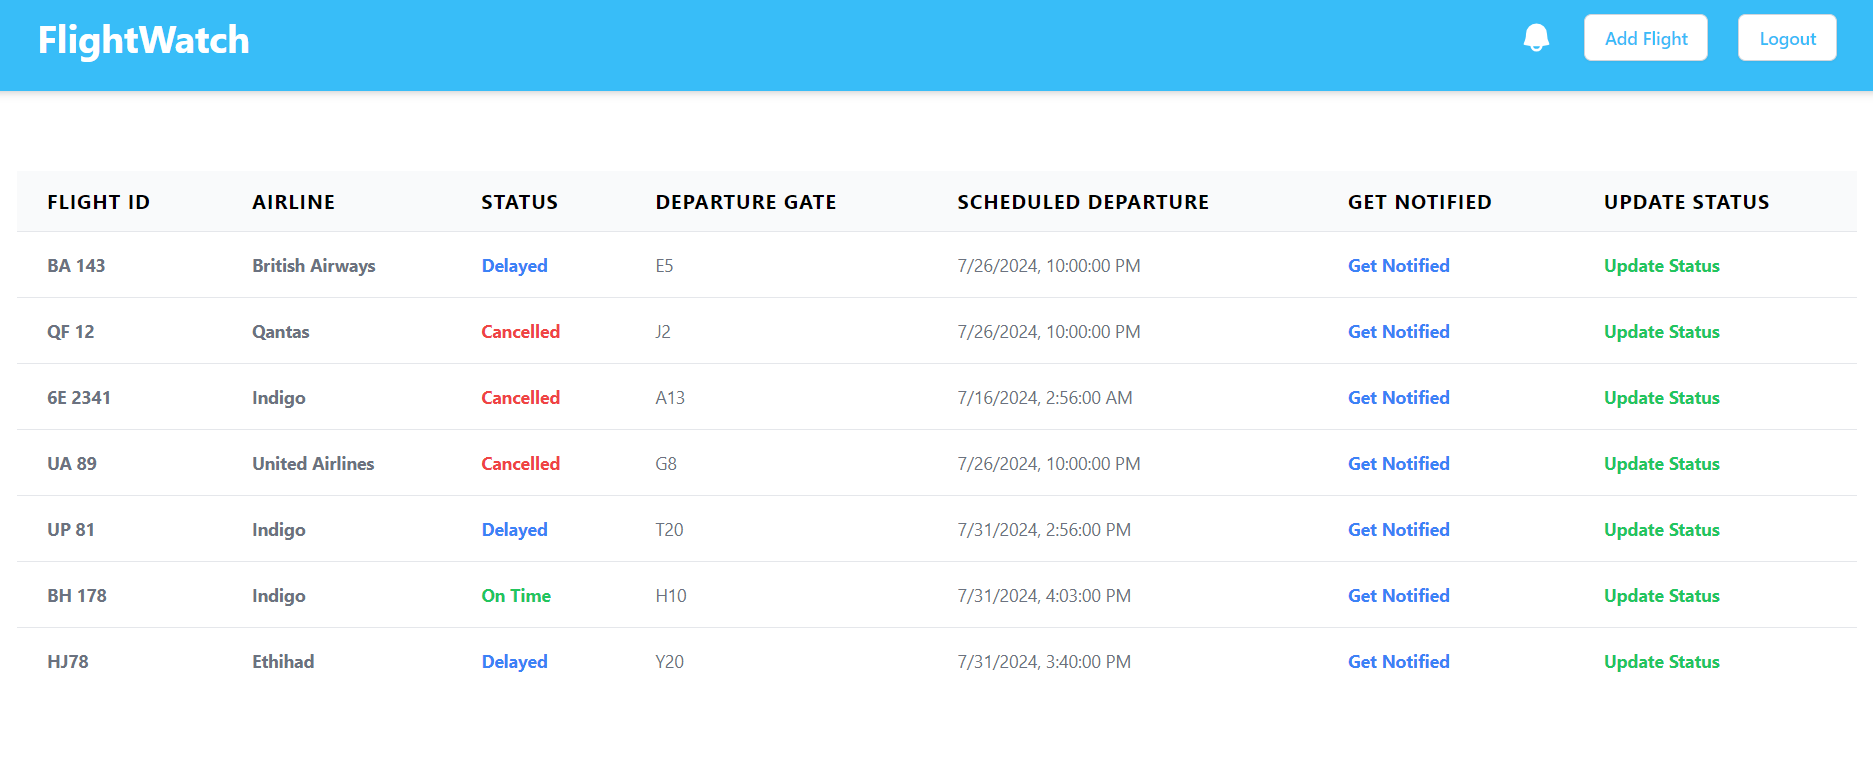 FlightWatch Add Flight Logout
FLIGHT ID AIRLINE STATUS DEPARTURE GATE SCHEDULED DEPARTURE GET NOTIFIED UPDATE STATUS
BA 143 British Airways Delayed E5 7/26/2024, 10:00:00 PM Get Notified Update Status
QF 12 Qantas Cancelled J2 7/26/2024, 10:00:00 PM Get Notified Update Status
6E 2341 Indigo Cancelled A13 7/16/2024, 2:56:00 AM Get Notified Update Status
UA 89 United Airlines Cancelled G8 7/26/2024, 10:00:00 PM Get Notified Update Status
UP 81 Indigo Delayed T20 7/31/2024, 2:56:00 PM Get Notified Update Status
BH 178 Indigo On Time H10 7/31/2024, 4:03:00 PM Get Notified Update Status
HJ78 Ethihad Delayed Y20 7/31/2024, 3:40:00 PM Get Notified Update Status